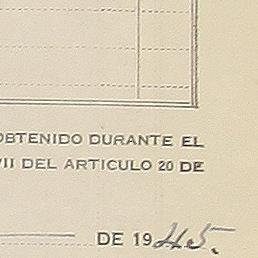 OBTENIDO DURANTE EL
VII DEL ARTICULO 20 DE
DE 1945.